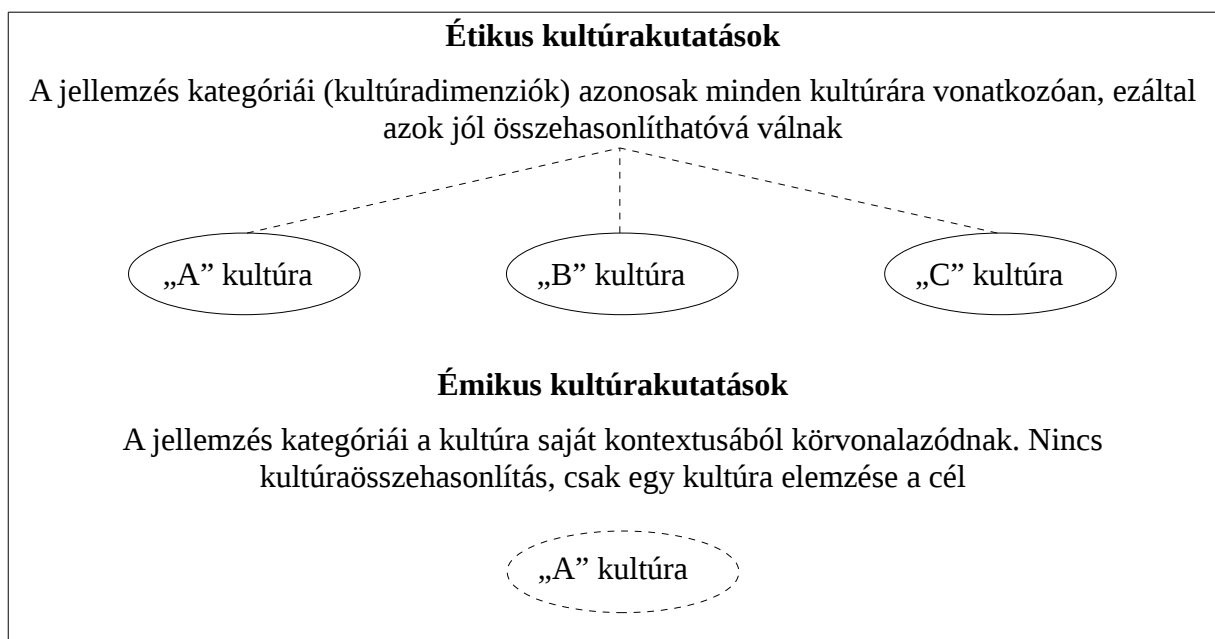 Étikus kultúrakutatások
A jellemzés kategóriái (kultúradimenziók) azonosak minden kultúrára vonatkozóan, ezáltal
azok jól összehasonlíthatóvá válnak
„A” kultúra
„B” kultúra
„C” kultúra
Émikus kultúrakutatások
A jellemzés kategóriái a kultúra saját kontextusából körvonalazódnak. Nincs
kultúraösszehasonlítás, csak egy kultúra elemzése a cél
„A” kultúra